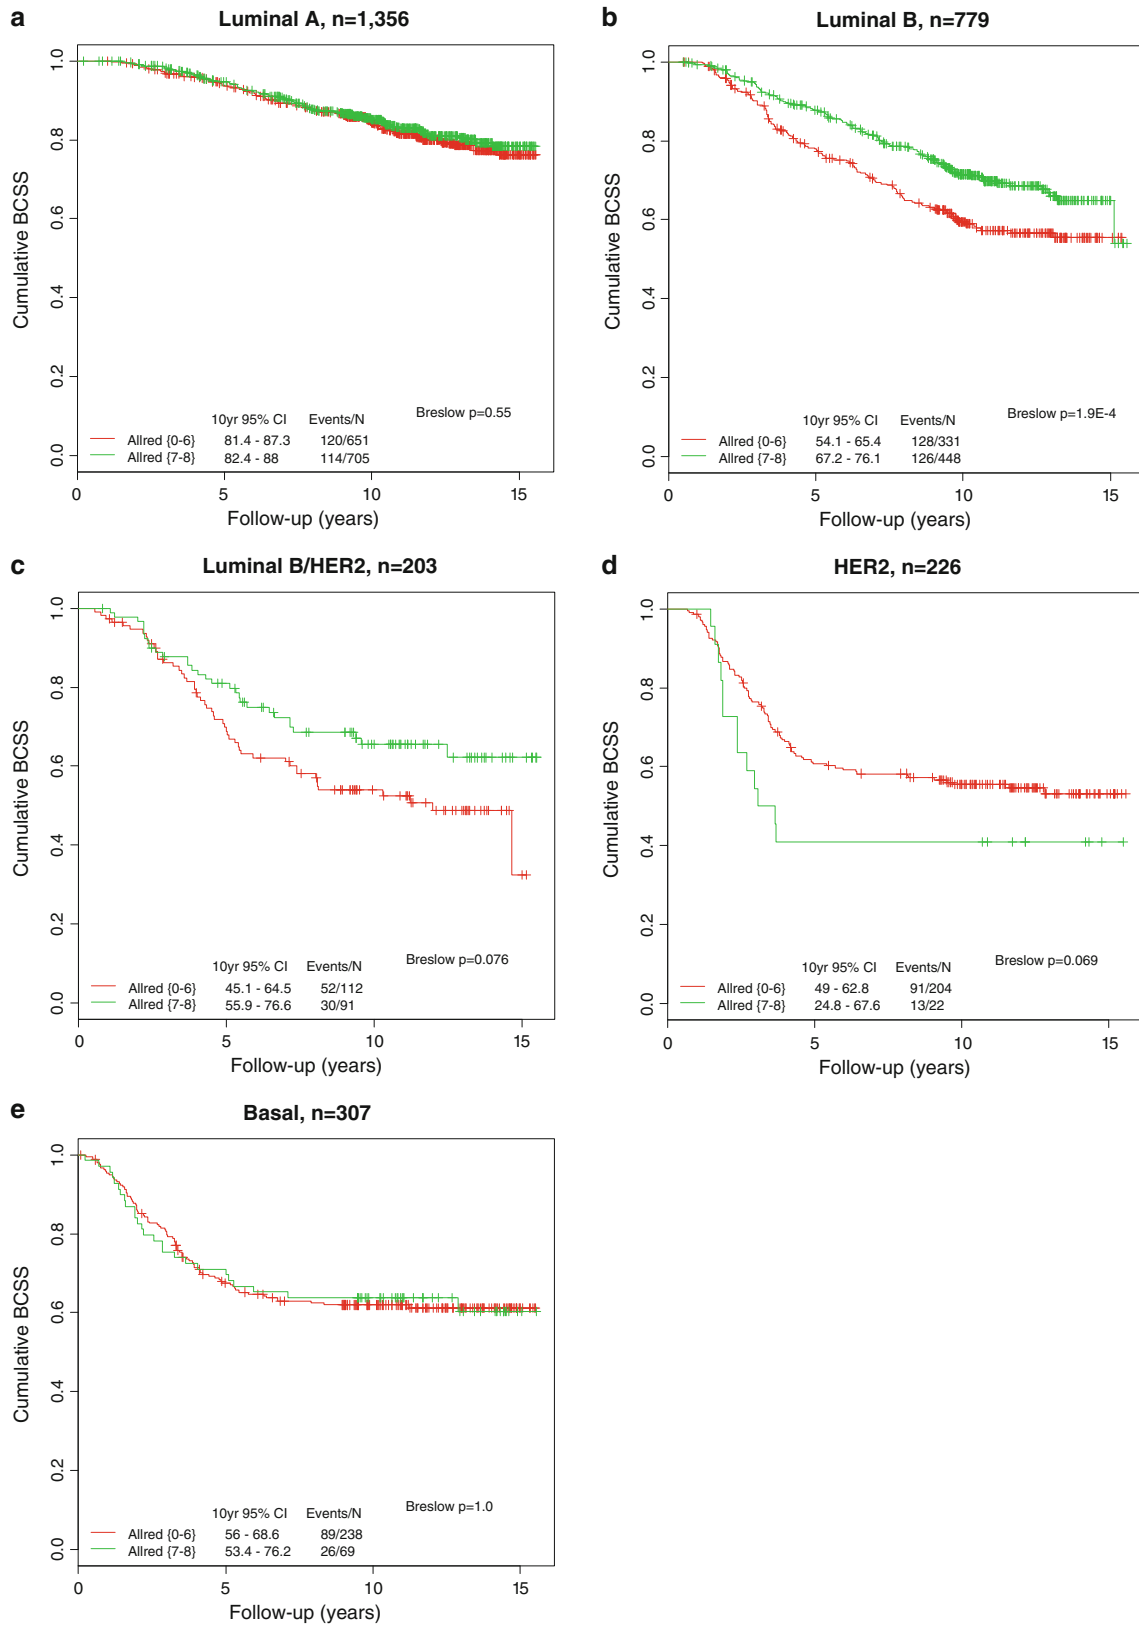 a
Luminal A, n=1,356
Cumulative BCSS
1.0
0.8
0.6
0.4
0.2
0.0
10yr 95% CI Events/N
Breslow p=0.55
Allred {0-6} 81.4 - 87.3 120/651
Allred {7-8} 82.4 - 88 114/705
0 5 10 15
Follow-up (years)
b
Luminal B, n=779
Cumulative BCSS
1.0
0.8
0.6
0.4
0.2
0.0
10yr 95% CI Events/N
Breslow p=1.9E-4
Allred {0-6} 54.1 - 65.4 128/331
Allred {7-8} 67.2 - 76.1 126/448
0 5 10 15
Follow-up (years)
c
Luminal B/HER2, n=203
Cumulative BCSS
1.0
0.8
0.6
0.4
0.2
0.0
10yr 95% CI Events/N
Breslow p=0.076
Allred {0-6} 45.1 - 64.5 52/112
Allred {7-8} 55.9 - 76.6 30/91
0 5 10 15
Follow-up (years)
d
HER2, n=226
Cumulative BCSS
1.0
0.8
0.6
0.4
0.2
0.0
10yr 95% CI Events/N
Breslow p=0.069
Allred {0-6} 49 - 62.8 91/204
Allred {7-8} 24.8 - 67.6 13/22
0 5 10 15
Follow-up (years)
e
Basal, n=307
Cumulative BCSS
1.0
0.8
0.6
0.4
0.2
0.0
10yr 95% CI Events/N
Breslow p=1.0
Allred {0-6} 56 - 68.6 89/238
Allred {7-8} 53.4 - 76.2 26/69
0 5 10 15
Follow-up (years)